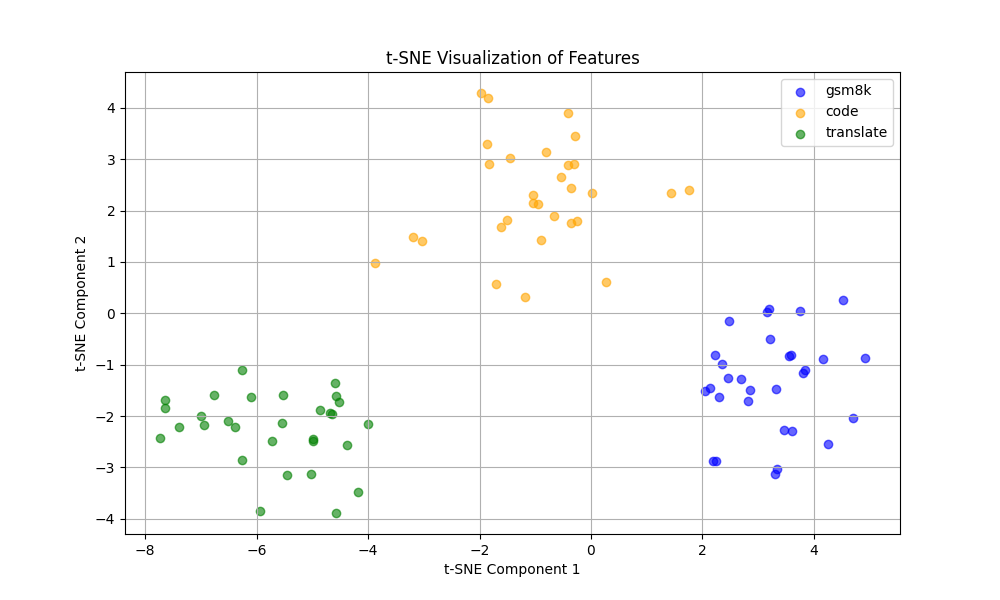 t-SNE Visualization of Features
gsm8k
code
translate
4
3
2
1
0
−1
−2
−3
−4
t-SNE Component 2
−8
−6
−4
−2
0
2
4
t-SNE Component 1